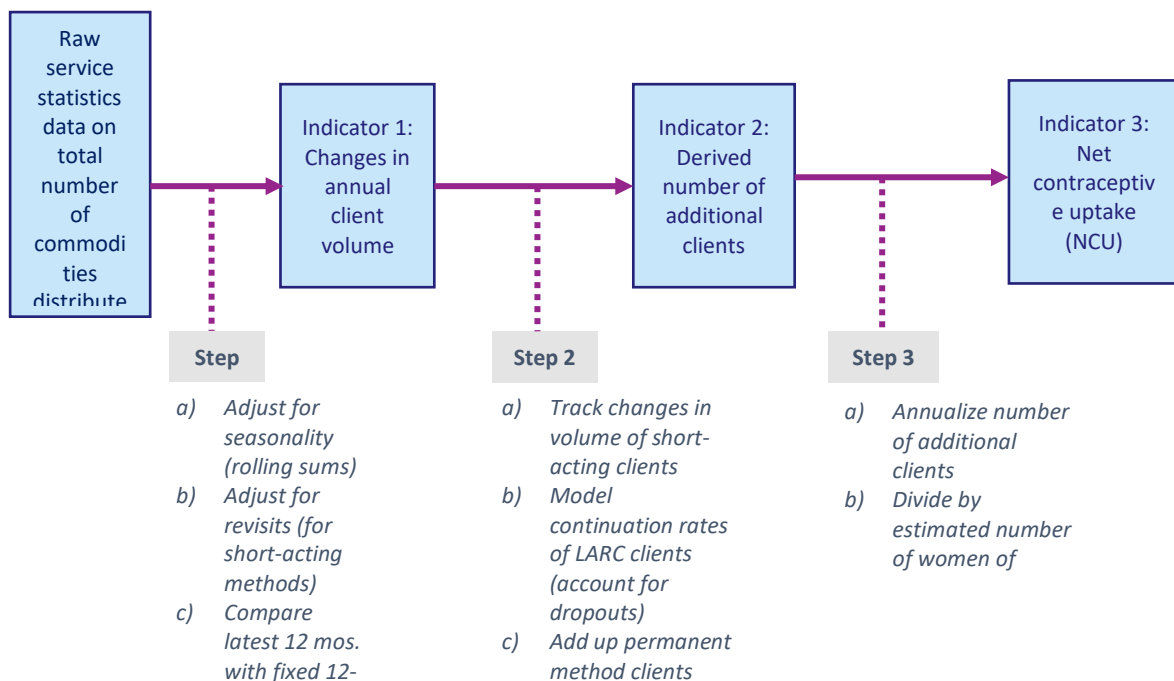 Raw
service
statistics
data on
total
number
of
commodi
ties
distribute
Indicator 1:
Changes in
annual
client
volume
Indicator 2:
Derived
number of
additional
clients
Indicator 3:
Net
contraceptiv
e uptake
(NCU)
Step
a) Adjust for
seasonality
(rolling sums)
b) Adjust for
revisits (for
short-acting
methods)
c) Compare
latest 12 mos.
with fixed 12-
Step 2
a) Track changes in
volume of short-
acting clients
b) Model
continuation rates
of LARC clients
(account for
dropouts)
c) Add up permanent
method clients
Step 3
a) Annualize number
of additional
clients
b) Divide by
estimated number
of women of